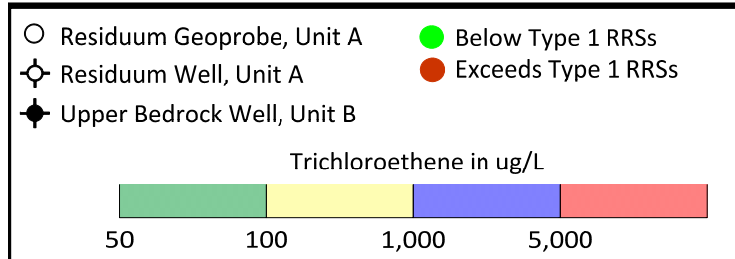 Residuum Geoprobe, Unit A
Residuum Well, Unit A
Upper Bedrock Well, Unit B
Below Type 1 RRSs
Exceeds Type 1 RRSs
Trichloroethene in ug/L
50 100 1,000 5,000